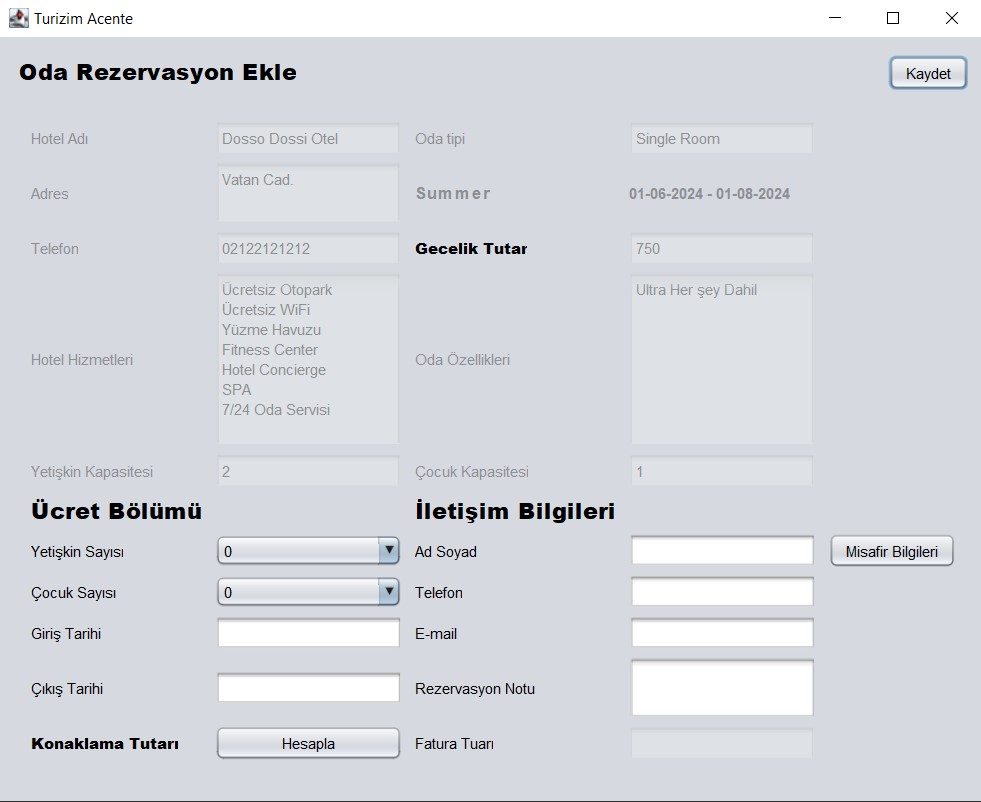 Turizim Acente
Oda Rezervasyon Ekle
Kaydet
Hotel Adı
Dosso Dossi Otel
Oda tipi
Single Room
Adres
Vatan Cad.
Summer
01-06-2024 - 01-08-2024
Telefon
02122121212
Gecelik Tutar
750
Hotel Hizmetleri
Ücretsiz Otopark
Ücretsiz WiFi
Yüzme Havuzu
Fitness Center
Hotel Concierge
SPA
7/24 Oda Servisi
Oda Özellikleri
Ultra Her şey Dahil
Yetişkin Kapasitesi
2
Çocuk Kapasitesi
1
Ücret Bölümü
İletişim Bilgileri
Yetişkin Sayısı
0
Ad Soyad
Misafir Bilgileri
Çocuk Sayısı
0
Telefon
Giriş Tarihi
E-mail
Çıkış Tarihi
Rezervasyon Notu
Konaklama Tutarı
Hesapla
Fatura Tuarı